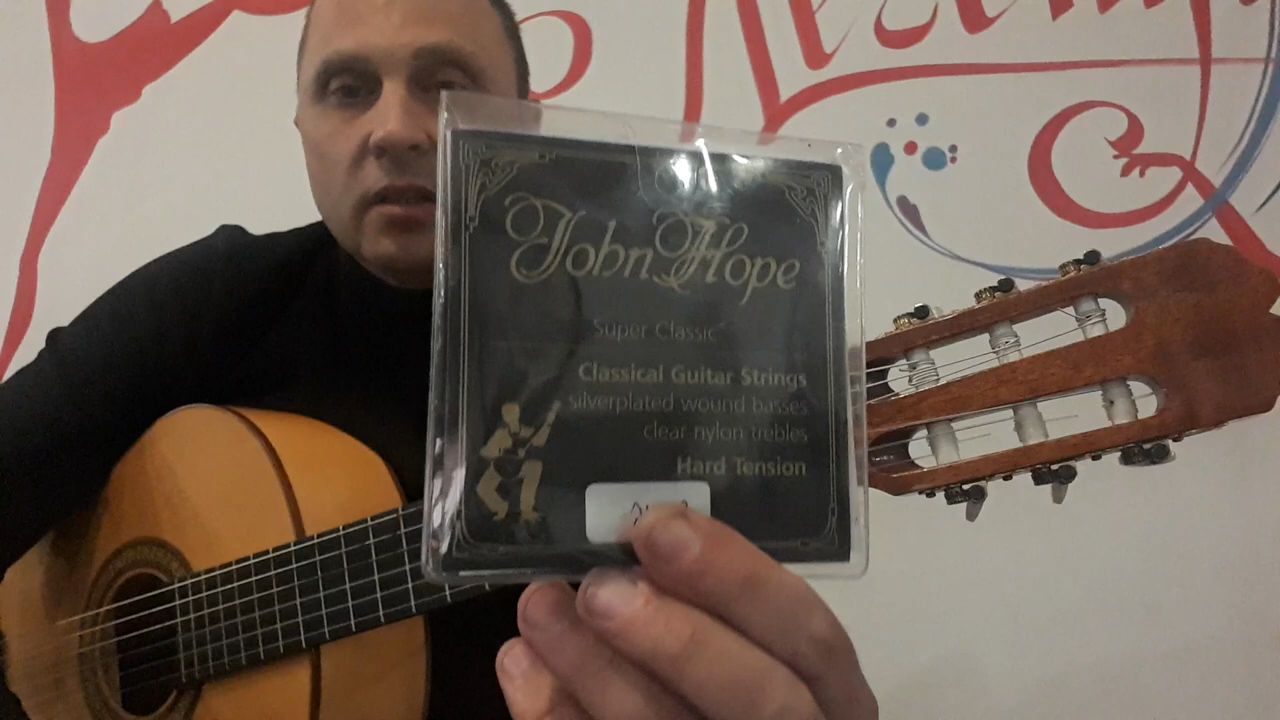 John Hope
Super Classic
Classical Guitar Strings
silverplated wound basses
clear nylon trebles
Hard Tension